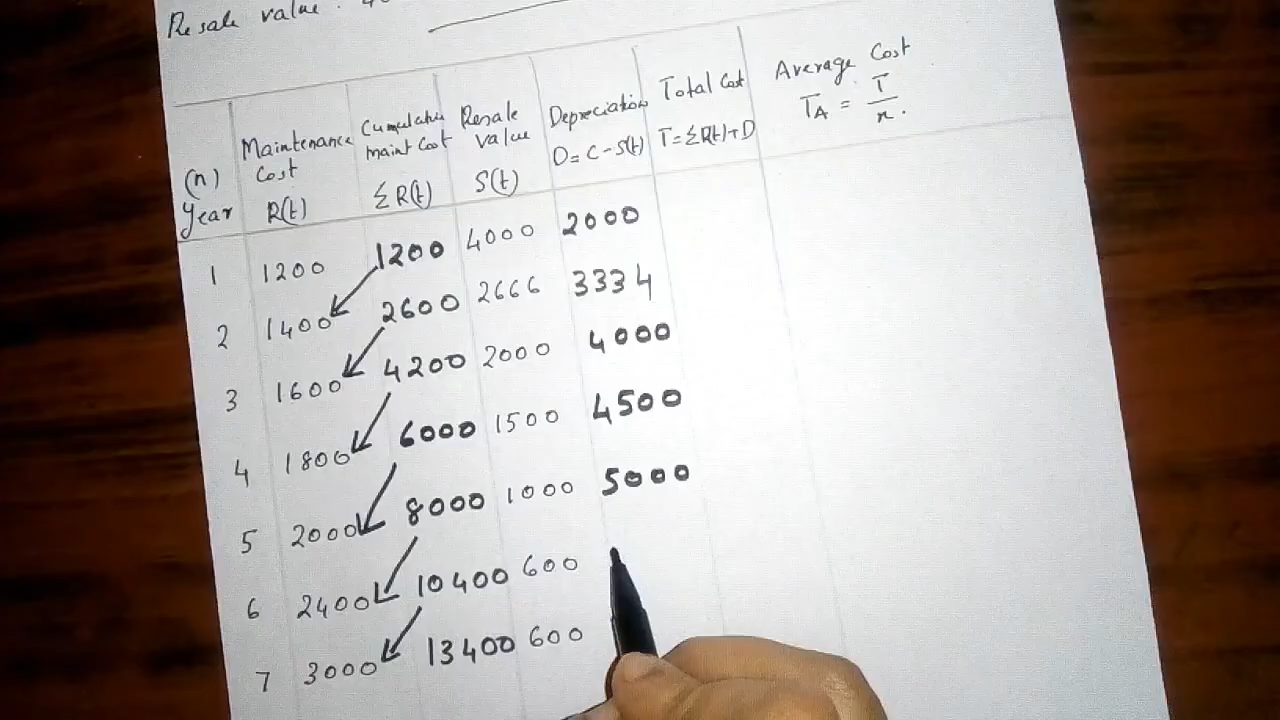 Resale value :
(n) Year
Maintenance Cost R(t)
Cumulative maint Cost ΣR(t)
Resale value S(t)
Depreciation D = C - S(t)
Total Cost T = ΣR(t) + D
Average Cost T_A = T/n.
1 1200 1200 4000 2000
2 1400 2600 2666 3334
3 1600 4200 2000 4000
4 1800 6000 1500 4500
5 2000 8000 1000 5000
6 2400 10400 600
7 3000 13400 600